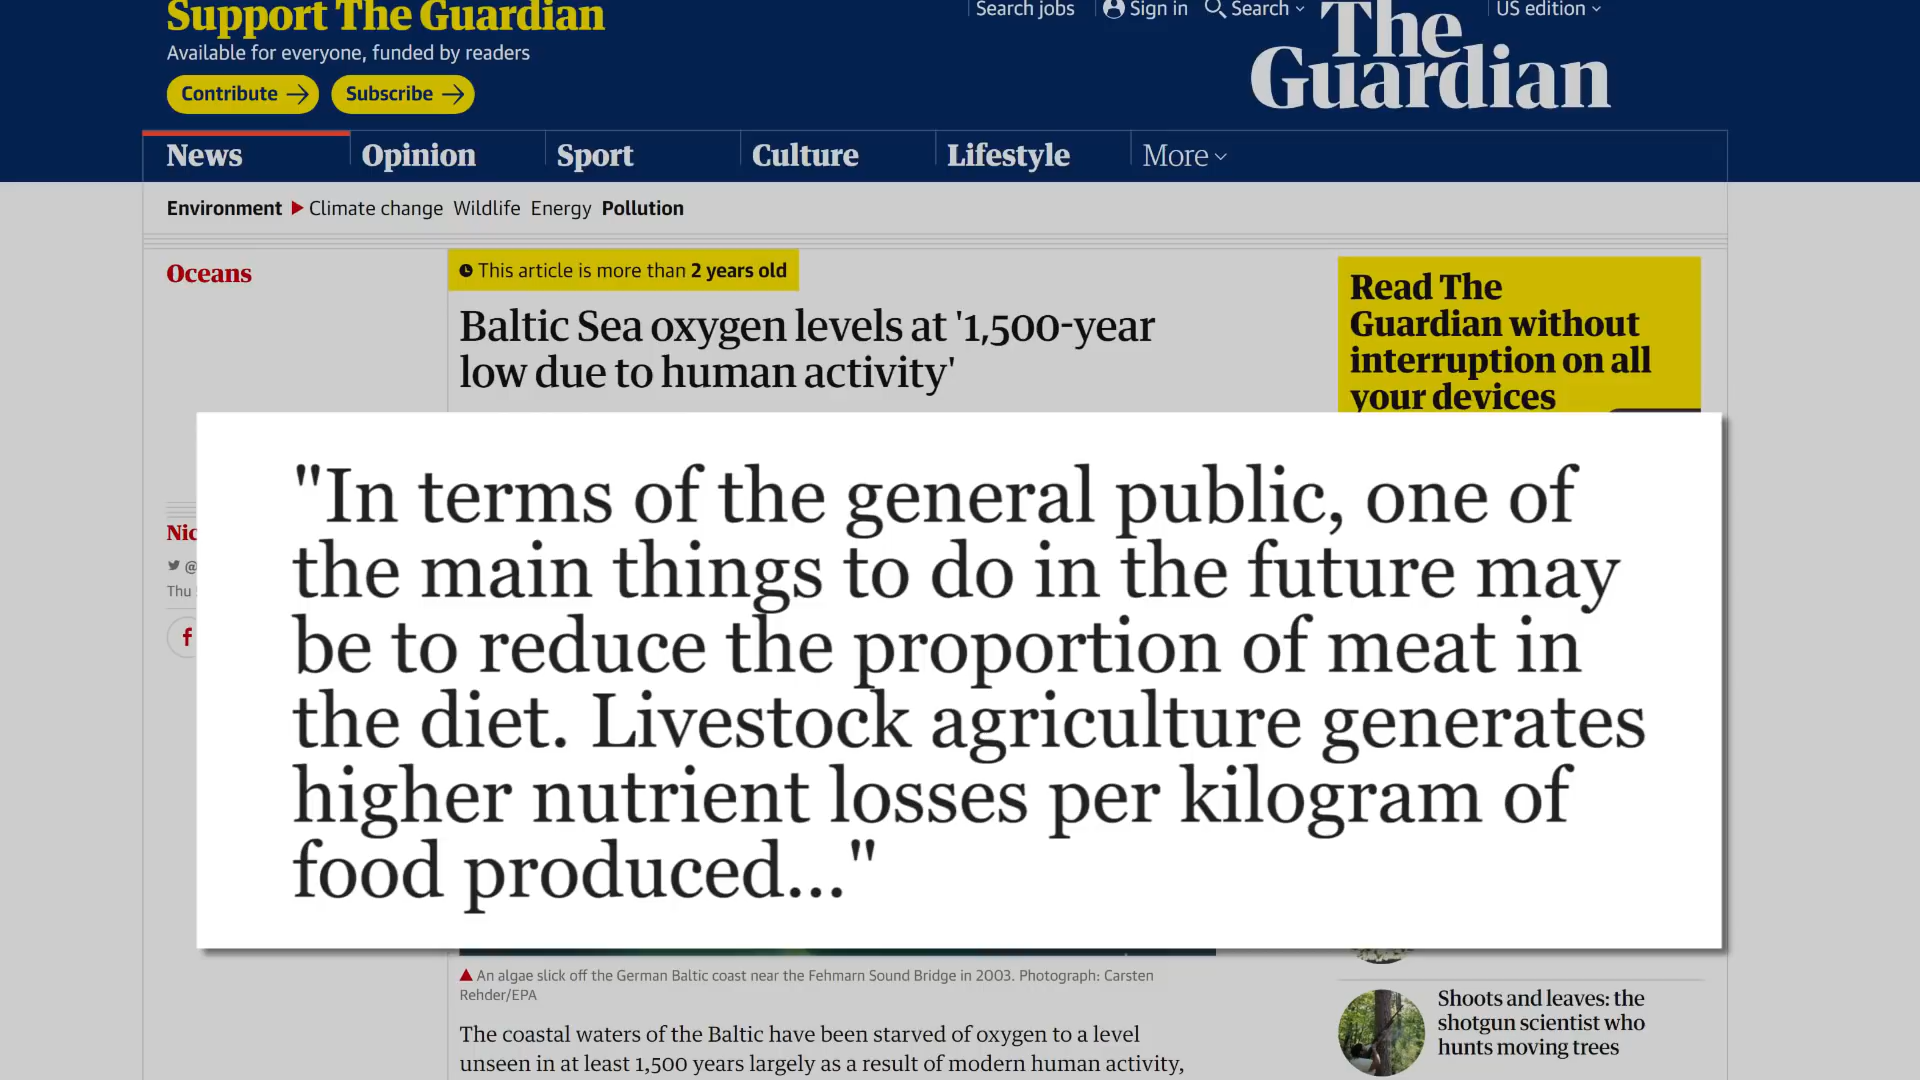 Support The Guardian
Available for everyone, funded by readers
Contribute
Subscribe
Search jobs
Sign in
Search
US edition
The
Guardian
News
Opinion
Sport
Culture
Lifestyle
More
Environment
Climate change
Wildlife
Energy
Pollution
Oceans
This article is more than 2 years old
Baltic Sea oxygen levels at '1,500-year
low due to human activity'
Read The
Guardian without
interruption on all
your devices
Nic
@
Thu
"In terms of the general public, one of
the main things to do in the future may
be to reduce the proportion of meat in
the diet. Livestock agriculture generates
higher nutrient losses per kilogram of
food produced..."
An algae slick off the German Baltic coast near the Fehmarn Sound Bridge in 2003. Photograph: Carsten
Rehder/EPA
The coastal waters of the Baltic have been starved of oxygen to a level
unseen in at least 1,500 years largely as a result of modern human activity,
Shoots and leaves: the
shotgun scientist who
hunts moving trees